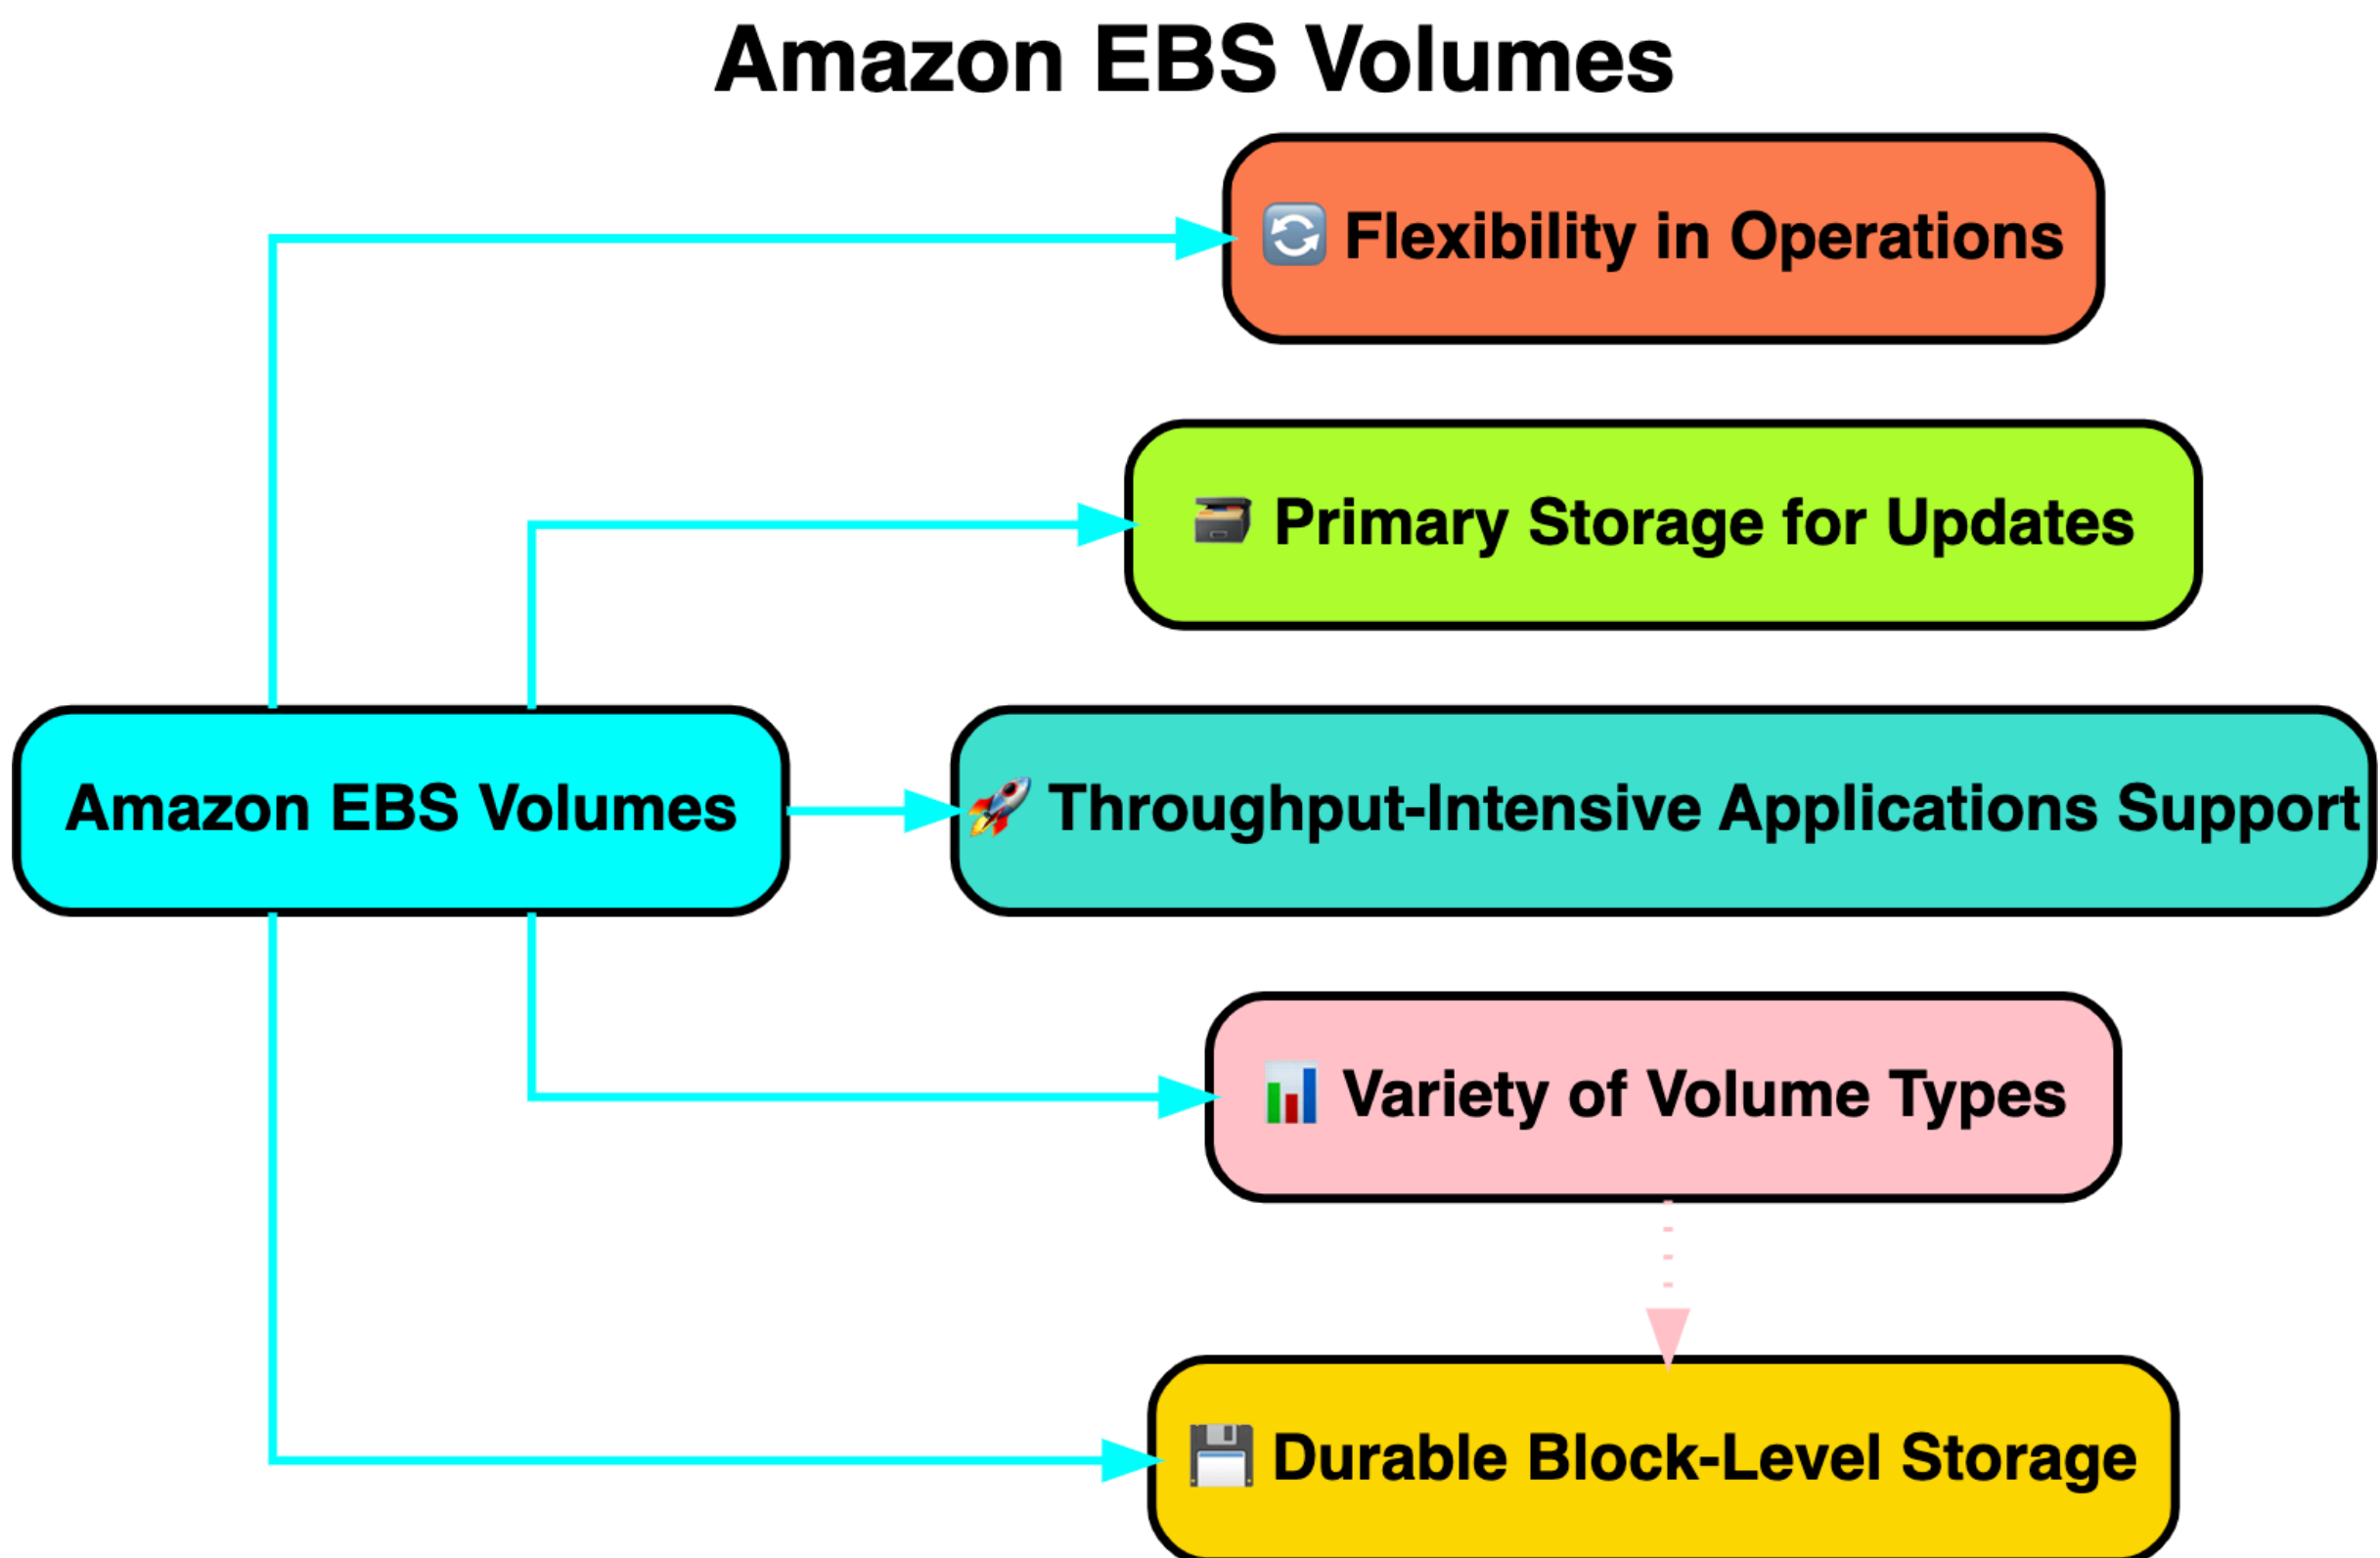 Amazon EBS Volumes
🔄 Flexibility in Operations
🗃️ Primary Storage for Updates
Amazon EBS Volumes
🚀 Throughput-Intensive Applications Support
📊 Variety of Volume Types
💾 Durable Block-Level Storage